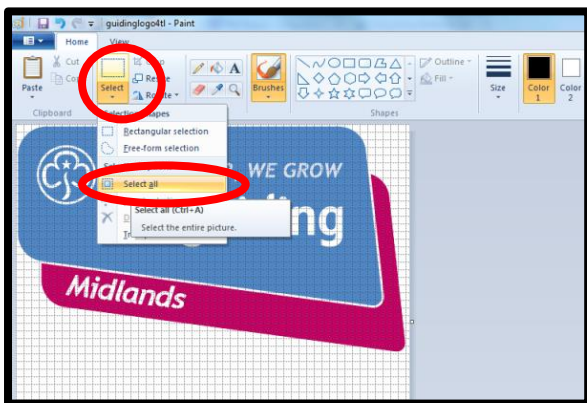 guidinglogo4tl - Paint
Home View
Cut
Paste
Select
Rotate
Brushes
Outline
Fill
Size
Color 1
Color 2
Clipboard
Shapes
Rectangular selection
Free-form selection
Select all
Select all (Ctrl+A)
Select the entire picture.
WE GROW
Midlands